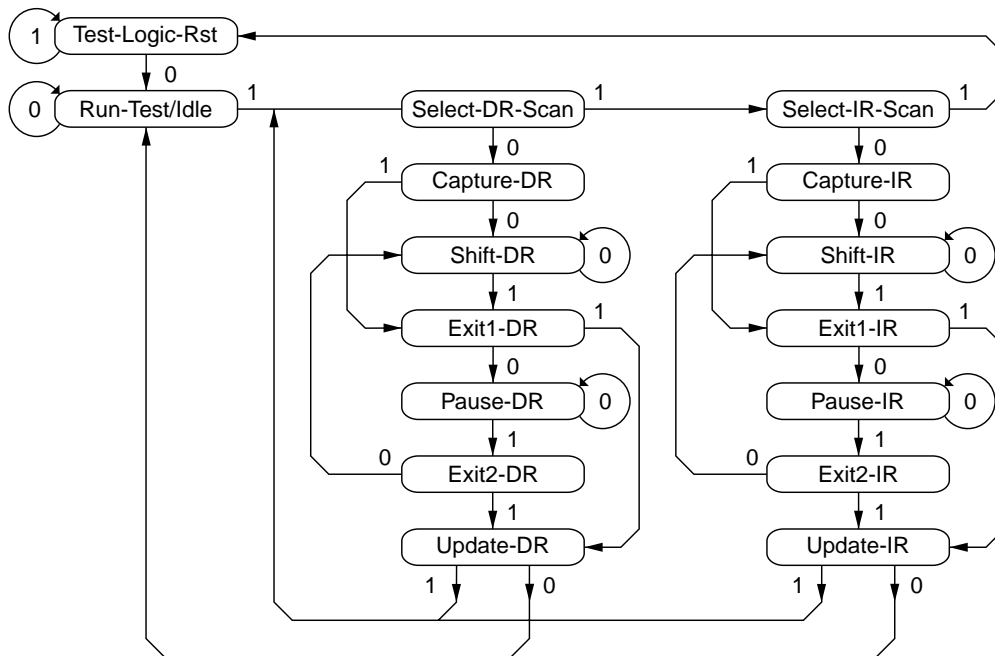 1 Test-Logic-Rst
0
0 Run-Test/Idle 1 Select-DR-Scan 1 Select-IR-Scan 1
0 0
1 Capture-DR 1 Capture-IR
0 0
Shift-DR 0 Shift-IR 0
1 1
Exit1-DR 1 Exit1-IR 1
0 0
Pause-DR 0 Pause-IR 0
1 1
0 Exit2-DR 0 Exit2-IR
1 1
Update-DR Update-IR
1 0 1 0